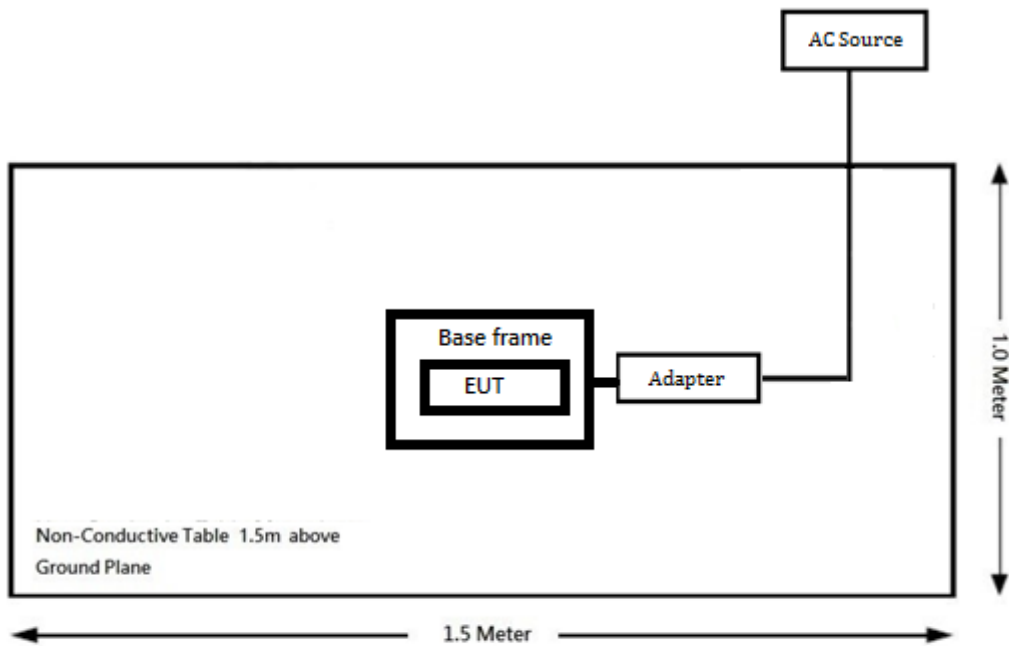 AC Source
Base frame
EUT
Adapter
1.0 Meter
Non-Conductive Table 1.5m above
Ground Plane
1.5 Meter